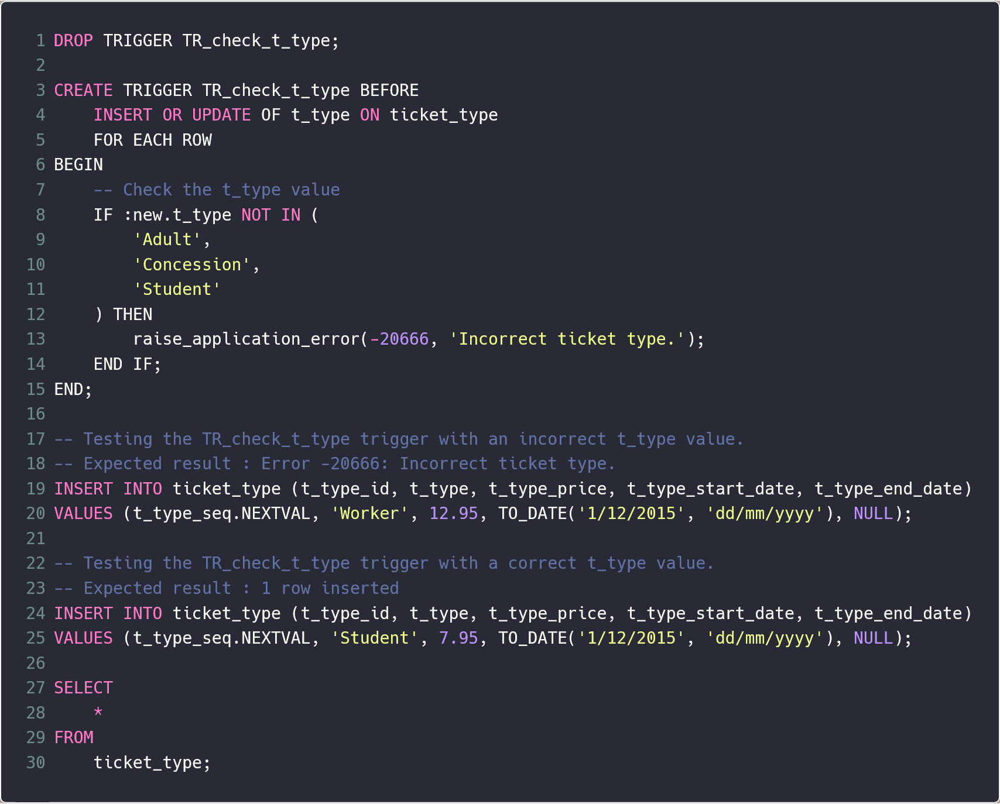 1 DROP TRIGGER TR_check_t_type;
2
3 CREATE TRIGGER TR_check_t_type BEFORE
4     INSERT OR UPDATE OF t_type ON ticket_type
5     FOR EACH ROW
6 BEGIN
7     -- Check the t_type value
8     IF :new.t_type NOT IN (
9         'Adult',
10         'Concession',
11         'Student'
12     ) THEN
13         raise_application_error(-20666, 'Incorrect ticket type.');
14     END IF;
15 END;
16
17 -- Testing the TR_check_t_type trigger with an incorrect t_type value.
18 -- Expected result : Error -20666: Incorrect ticket type.
19 INSERT INTO ticket_type (t_type_id, t_type, t_type_price, t_type_start_date, t_type_end_date)
20 VALUES (t_type_seq.NEXTVAL, 'Worker', 12.95, TO_DATE('1/12/2015', 'dd/mm/yyyy'), NULL);
21
22 -- Testing the TR_check_t_type trigger with a correct t_type value.
23 -- Expected result : 1 row inserted
24 INSERT INTO ticket_type (t_type_id, t_type, t_type_price, t_type_start_date, t_type_end_date)
25 VALUES (t_type_seq.NEXTVAL, 'Student', 7.95, TO_DATE('1/12/2015', 'dd/mm/yyyy'), NULL);
26
27 SELECT
28     *
29 FROM
30     ticket_type;